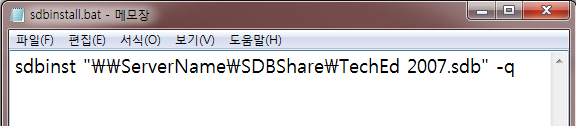 sdbinstall.bat - 메모장
파일(F) 편집(E) 서식(O) 보기(V) 도움말(H)
sdbinst "₩₩ServerName₩SDBShare₩TechEd 2007.sdb" -q